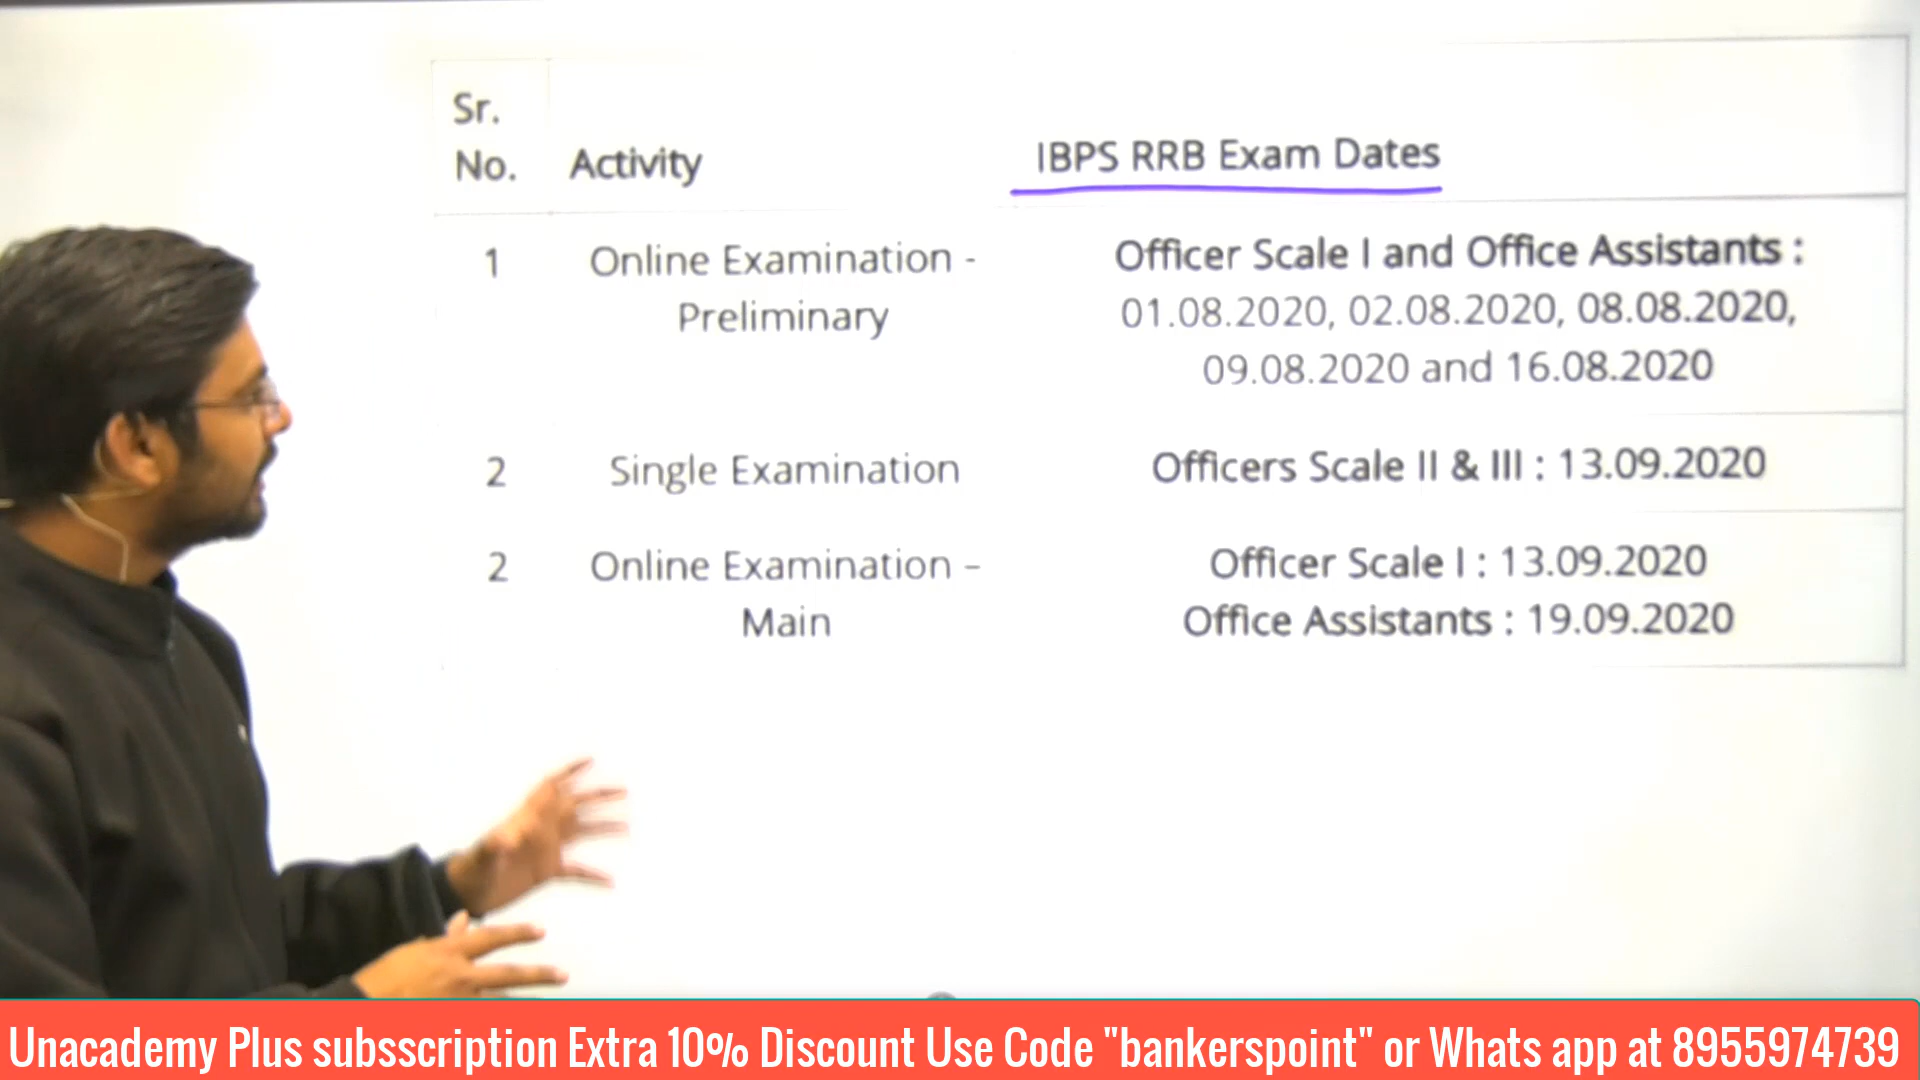 Sr.
No. Activity IBPS RRB Exam Dates
1 Online Examination - Officer Scale I and Office Assistants :
Preliminary 01.08.2020, 02.08.2020, 08.08.2020,
09.08.2020 and 16.08.2020
2 Single Examination Officers Scale II & III : 13.09.2020
2 Online Examination – Officer Scale I : 13.09.2020
Main Office Assistants : 19.09.2020
Unacademy Plus subsscription Extra 10% Discount Use Code "bankerspoint" or Whats app at 8955974739